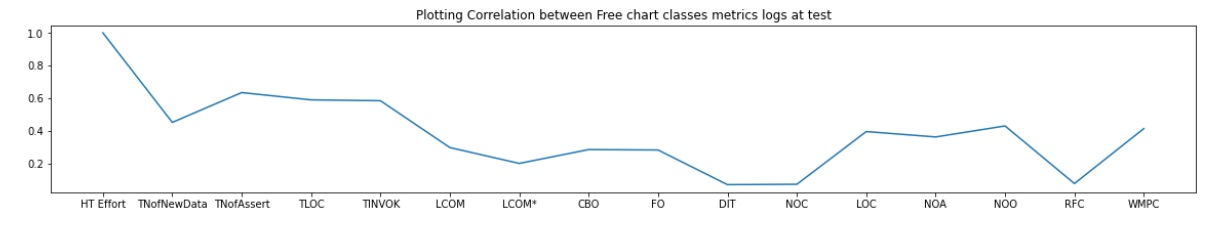 Plotting Correlation between Free chart classes metrics logs at test
1.0
0.8
0.6
0.4
0.2
HT Effort TNofNewData TNofAssert TLOC TINVOK LCOM LCOM* CBO FO DIT NOC LOC NOA NOO RFC WMPC